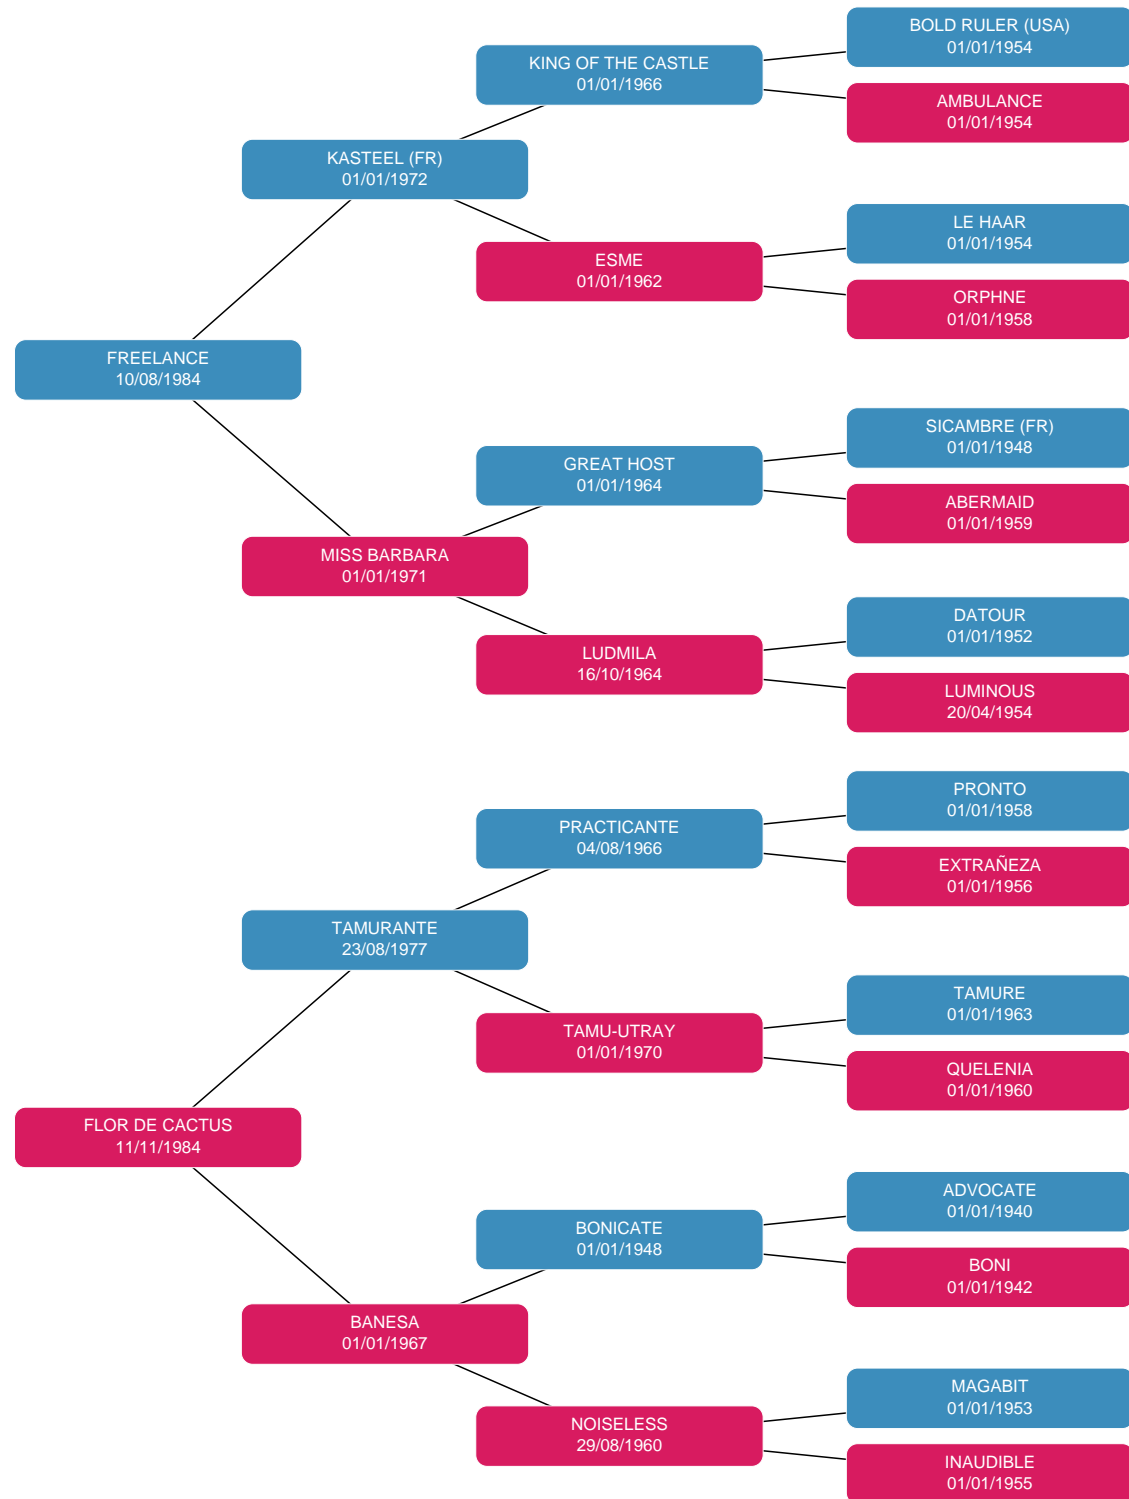 BOLD RULER (USA)
01/01/1954
KING OF THE CASTLE
01/01/1966
AMBULANCE
01/01/1954
KASTEEL (FR)
01/01/1972
LE HAAR
01/01/1954
ESME
01/01/1962
ORPHNE
01/01/1958
FREELANCE
10/08/1984
SICAMBRE (FR)
01/01/1948
GREAT HOST
01/01/1964
ABERMAID
01/01/1959
MISS BARBARA
01/01/1971
DATOUR
01/01/1952
LUDMILA
16/10/1964
LUMINOUS
20/04/1954
PRONTO
01/01/1958
PRACTICANTE
04/08/1966
EXTRAÑEZA
01/01/1956
TAMURANTE
23/08/1977
TAMURE
01/01/1963
TAMU-UTRAY
01/01/1970
QUELENIA
01/01/1960
FLOR DE CACTUS
11/11/1984
ADVOCATE
01/01/1940
BONICATE
01/01/1948
BONI
01/01/1942
BANESA
01/01/1967
MAGABIT
01/01/1953
NOISELESS
29/08/1960
INAUDIBLE
01/01/1955